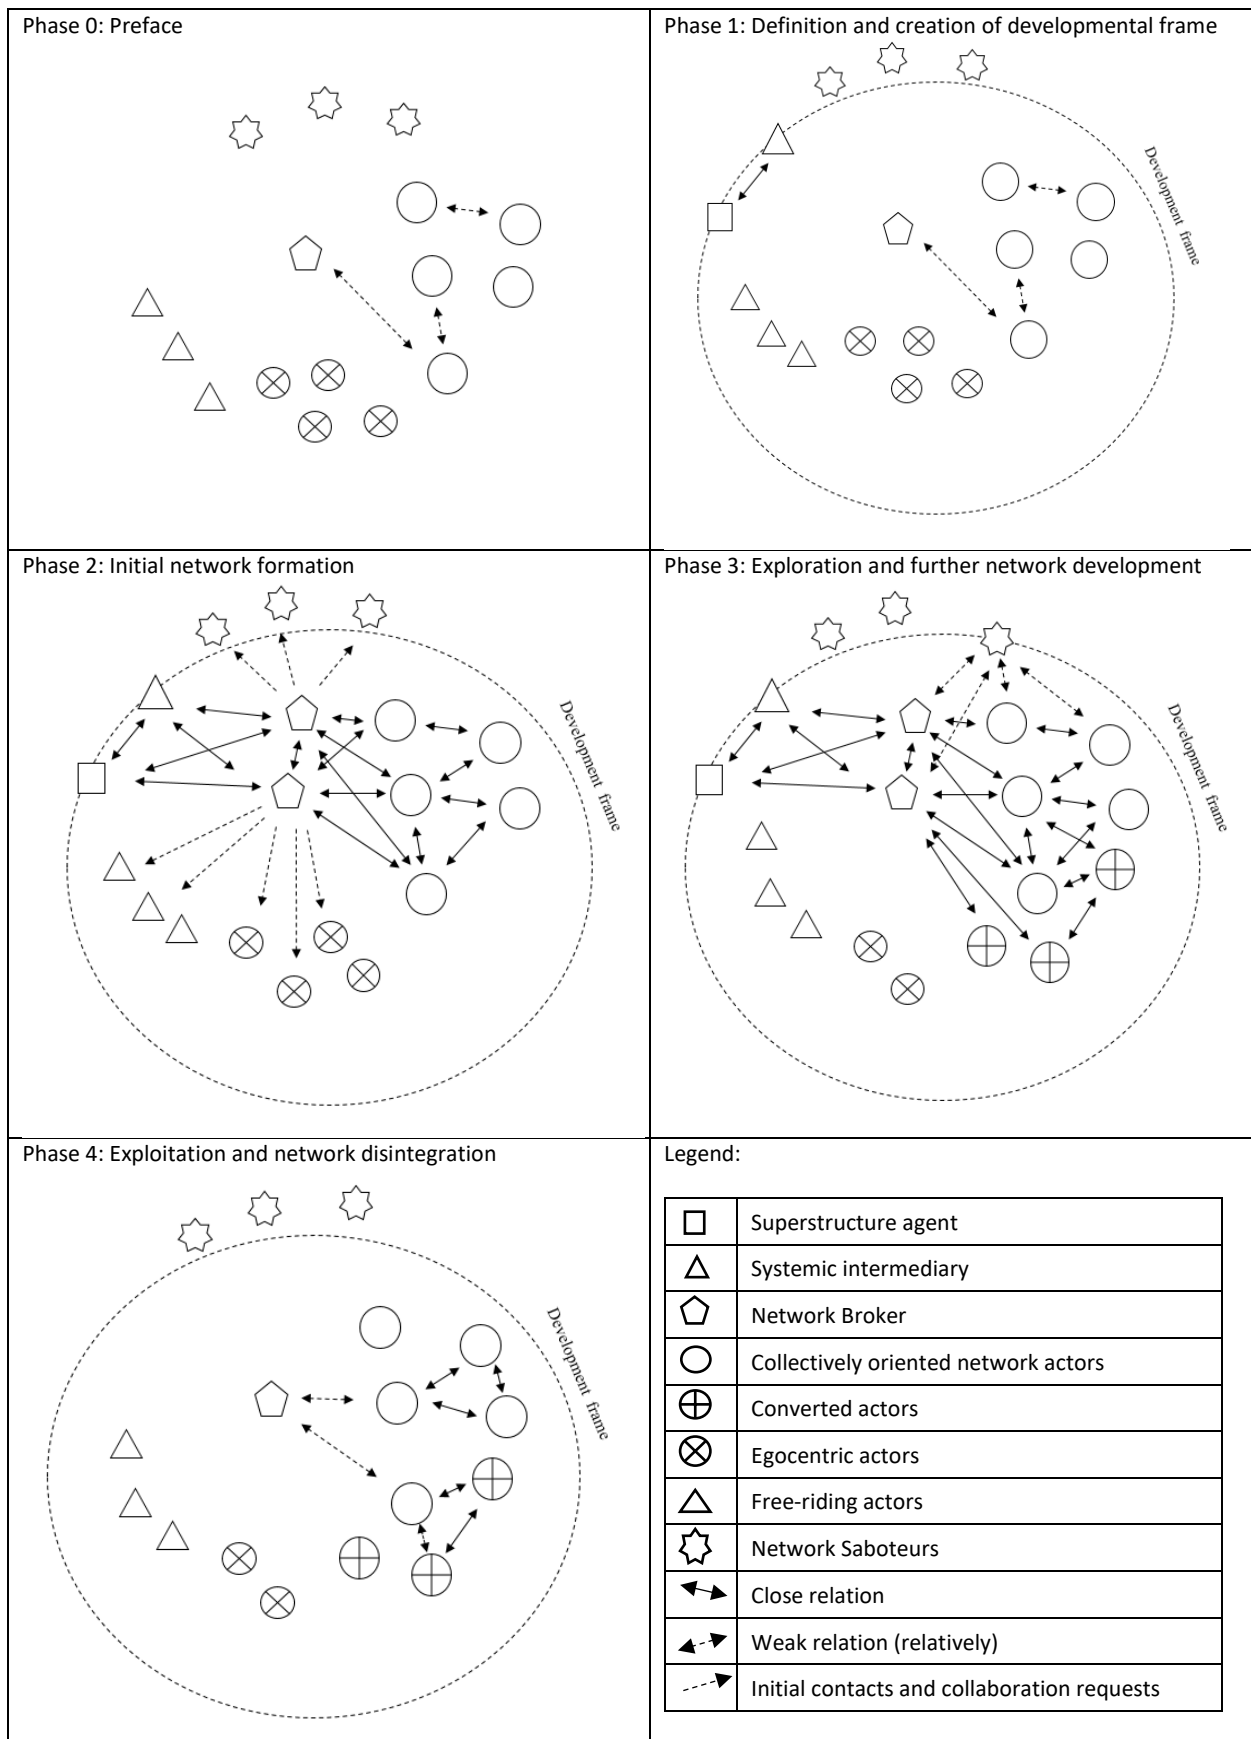 Phase 0: Preface
Phase 1: Definition and creation of developmental frame
Development frame
Phase 2: Initial network formation
Development frame
Phase 3: Exploration and further network development
Development frame
Phase 4: Exploitation and network disintegration
Development frame
Legend:
Superstructure agent
Systemic intermediary
Network Broker
Collectively oriented network actors
Converted actors
Egocentric actors
Free-riding actors
Network Saboteurs
Close relation
Weak relation (relatively)
Initial contacts and collaboration requests